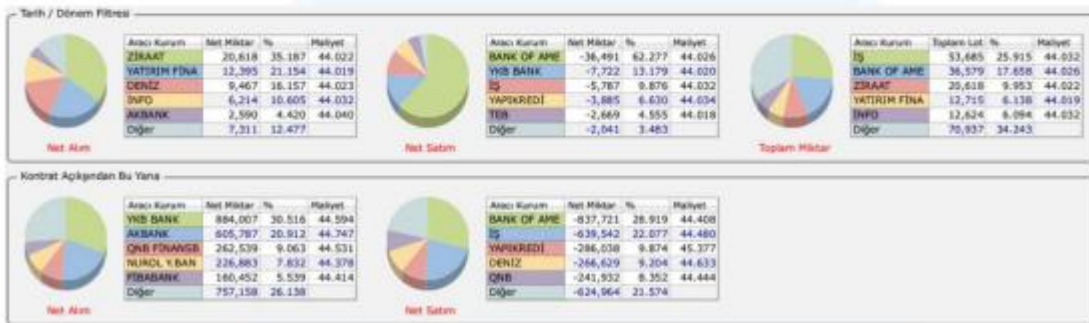 Tarih / Dönem Filtresi
Aracı Kurum Net Miktar % Maliyet
ZİRAAT 20,618 35.187 44.022
YATIRIM FİNA 12,395 21.154 44.019
DENİZ 9,467 16.157 44.023
İNFO 6,214 10.605 44.032
AKBANK 2,590 4.420 44.040
Diğer 7,311 12.477
Net Alım
Aracı Kurum Net Miktar % Maliyet
BANK OF AME -36,491 62.277 44.026
YKB BANK -7,722 13.179 44.020
İŞ -5,787 9.876 44.032
YAPIKREDİ -3,885 6.630 44.034
TEB -2,669 4.555 44.018
Diğer -2,041 3.483
Net Satım
Aracı Kurum Toplam Lot % Maliyet
İŞ 53,685 25.915 44.032
BANK OF AME 36,579 17.658 44.026
ZİRAAT 20,618 9.953 44.022
YATIRIM FİNA 12,715 6.138 44.019
İNFO 12,624 6.094 44.032
Diğer 70,937 34.243
Toplam Miktar
Kontrat Açılışından Bu Yana
Aracı Kurum Net Miktar % Maliyet
YKB BANK 884,007 30.516 44.594
AKBANK 605,787 20.912 44.747
QNB FİNANSB 262,539 9.063 44.531
NUROL Y.BAN 226,883 7.832 44.378
FİBABANK 160,452 5.539 44.414
Diğer 757,158 26.138
Net Alım
Aracı Kurum Net Miktar % Maliyet
BANK OF AME -837,721 28.919 44.408
İŞ -639,542 22.077 44.480
YAPIKREDİ -286,038 9.874 45.377
DENİZ -266,629 9.204 44.633
QNB -241,932 8.352 44.444
Diğer -624,964 21.574
Net Satım